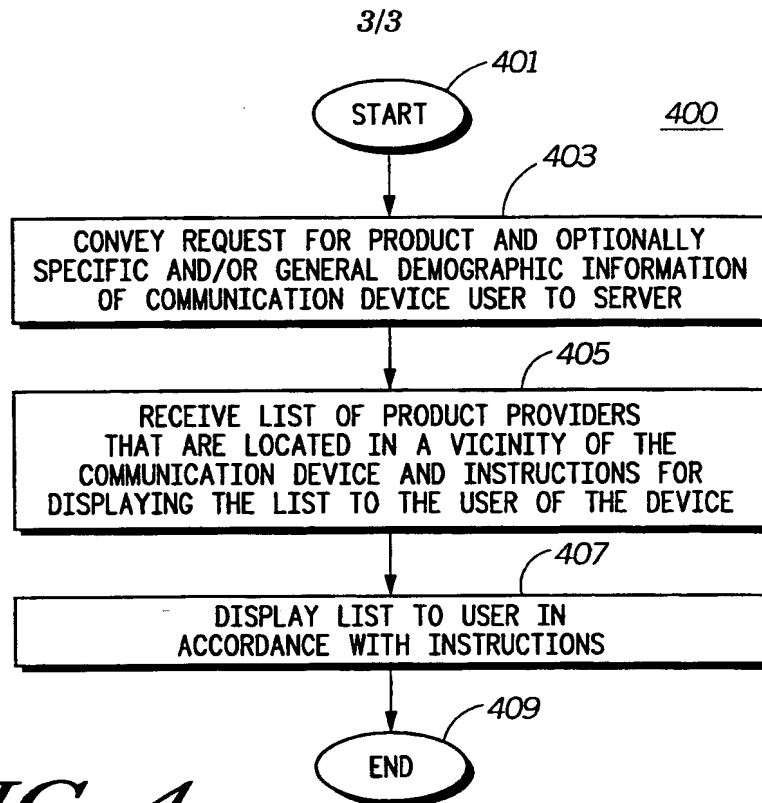 3/3
401
START
400
403
CONVEY REQUEST FOR PRODUCT AND OPTIONALLY
SPECIFIC AND/OR GENERAL DEMOGRAPHIC INFORMATION
OF COMMUNICATION DEVICE USER TO SERVER
405
RECEIVE LIST OF PRODUCT PROVIDERS
THAT ARE LOCATED IN A VICINITY OF THE
COMMUNICATION DEVICE AND INSTRUCTIONS FOR
DISPLAYING THE LIST TO THE USER OF THE DEVICE
407
DISPLAY LIST TO USER IN
ACCORDANCE WITH INSTRUCTIONS
409
END